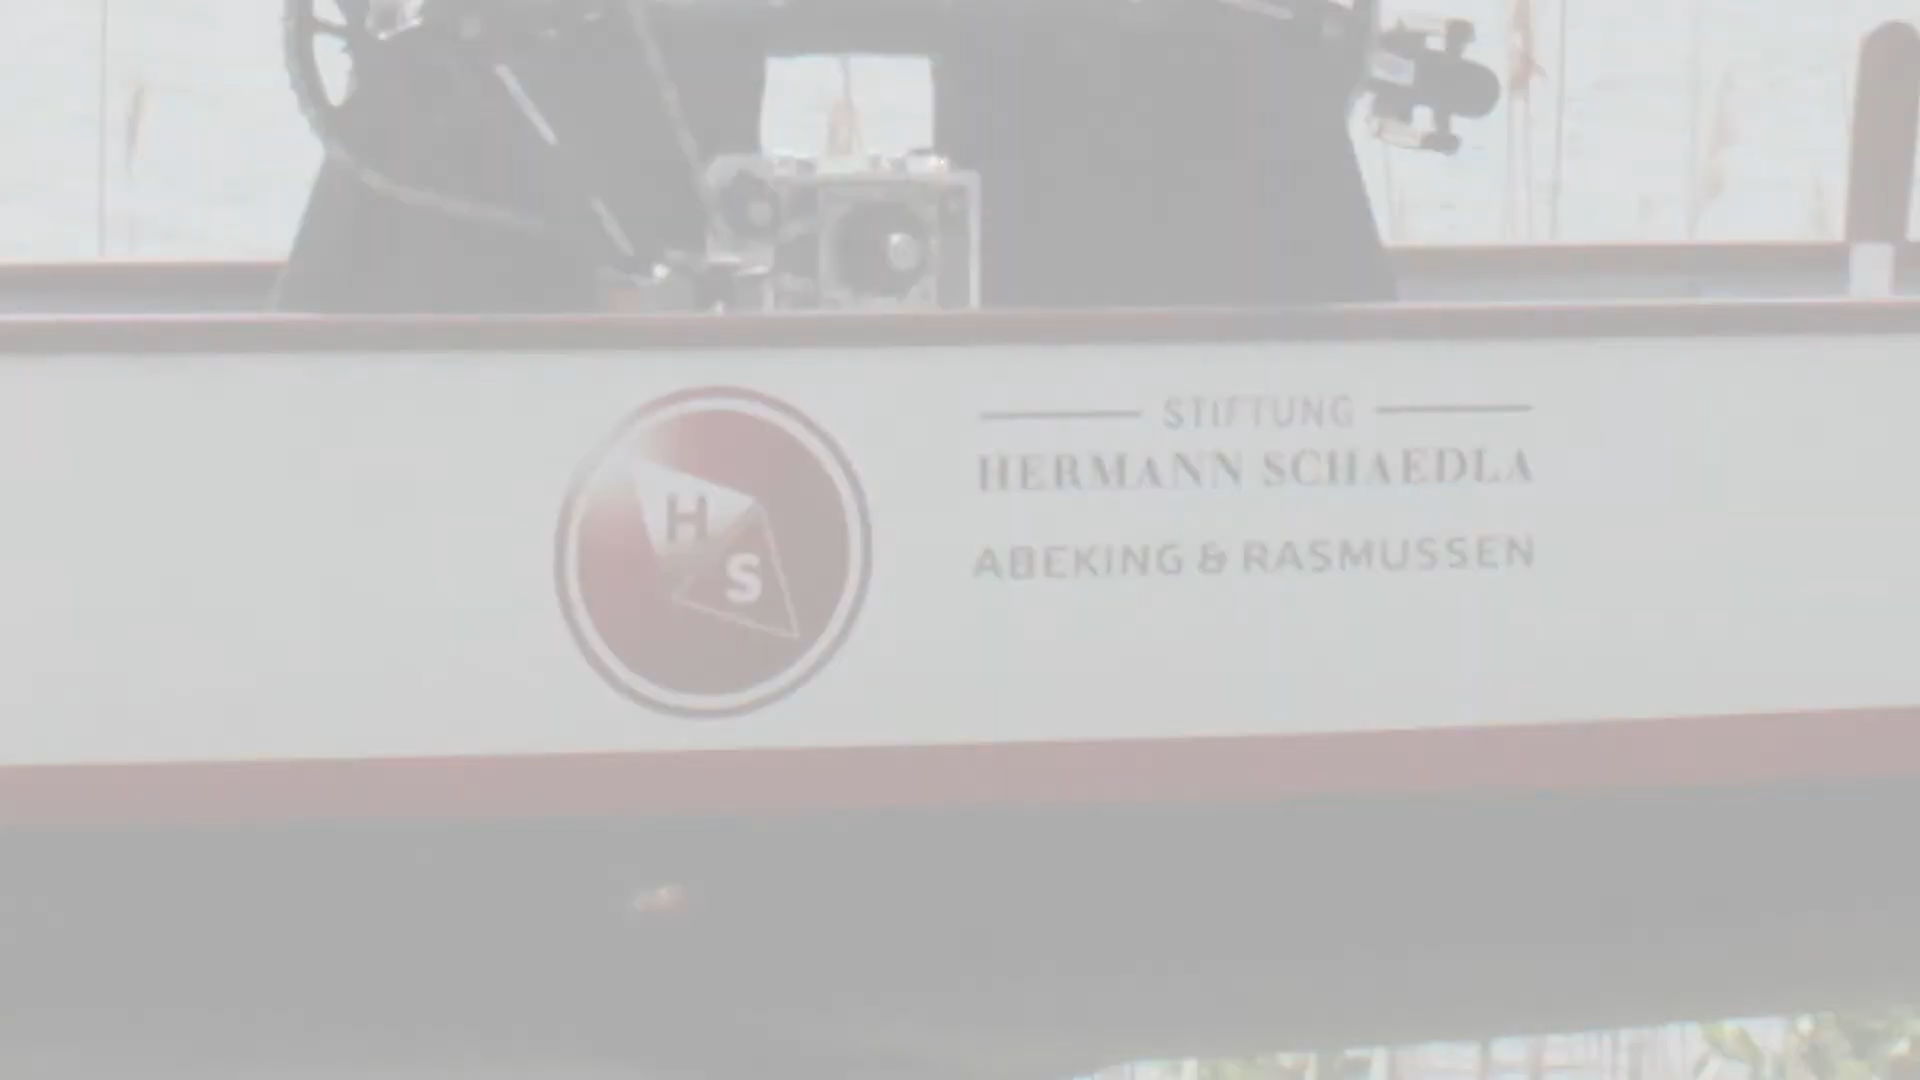 H
S
STIFTUNG
HERMANN SCHAEDLA
ABEKING & RASMUSSEN